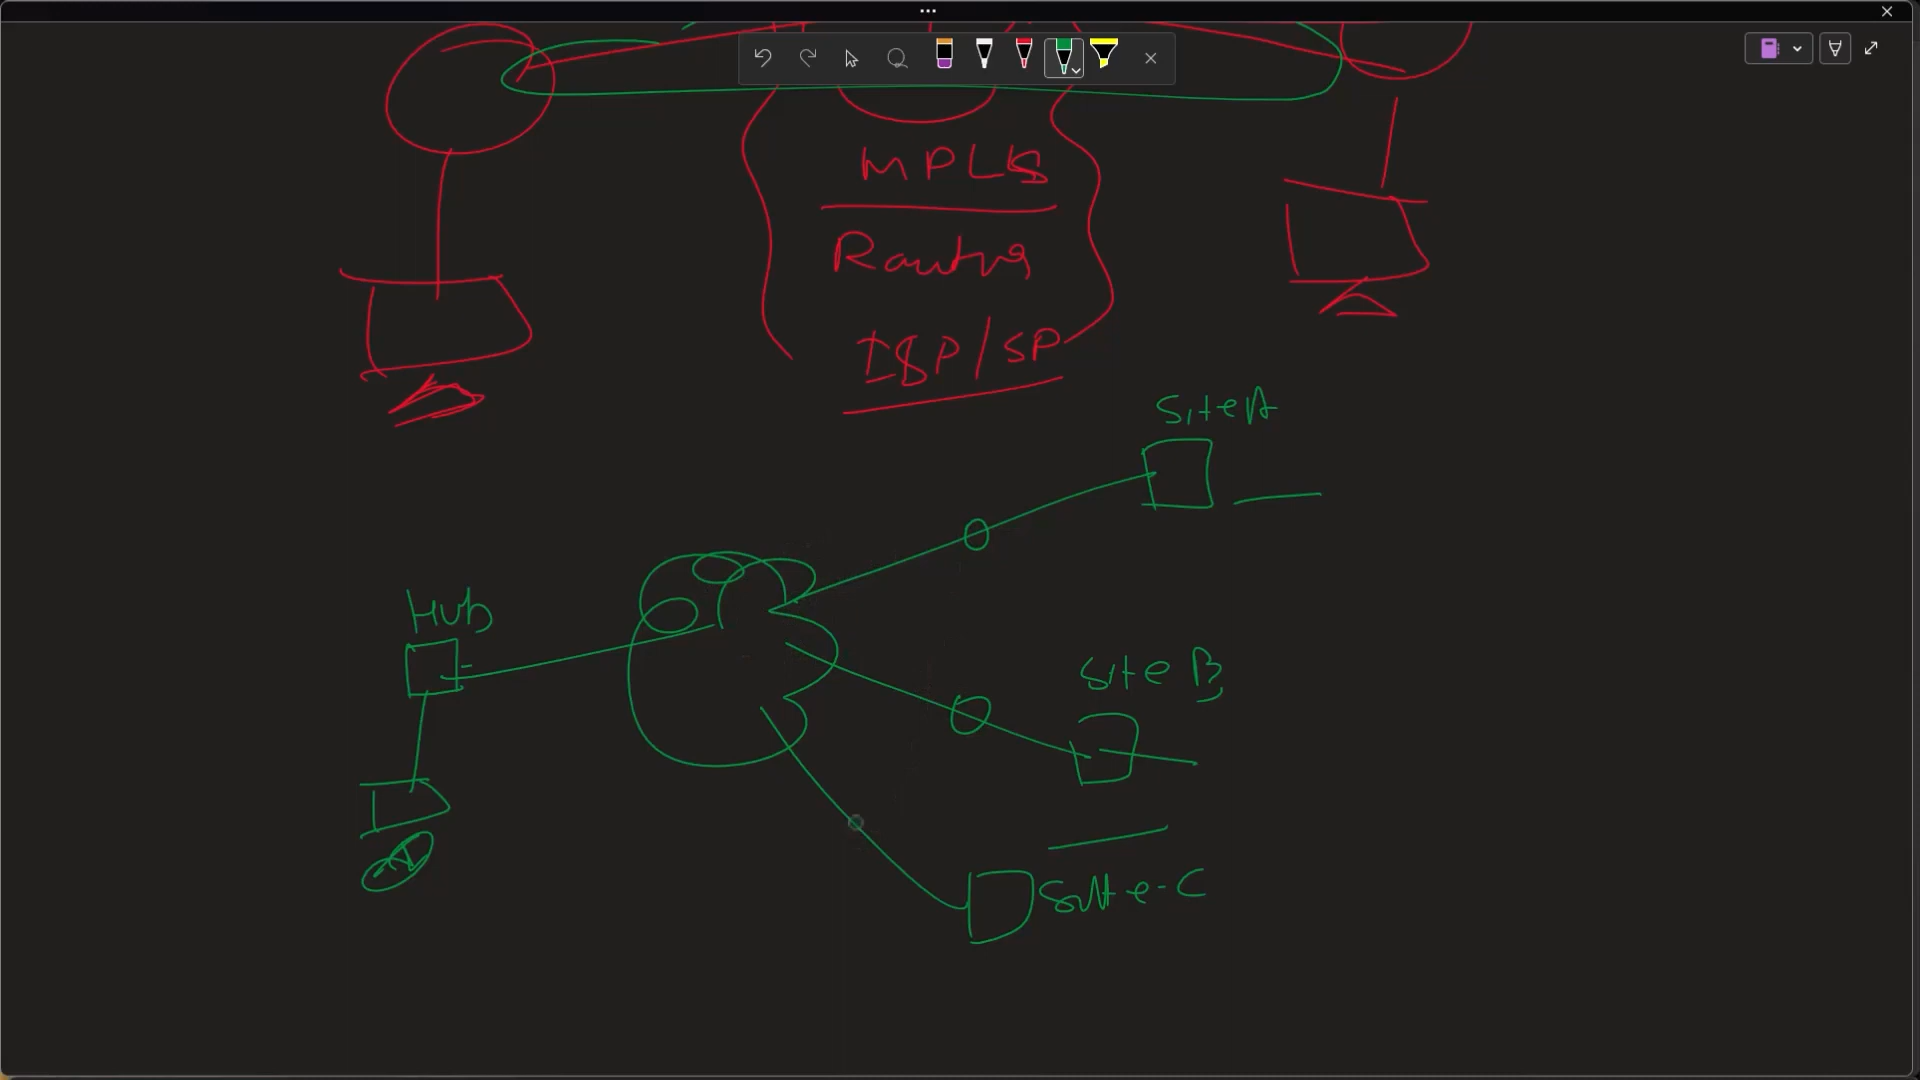 MPLS
Routing
ISP/SP
Site A
Hub
Site B
Site-C